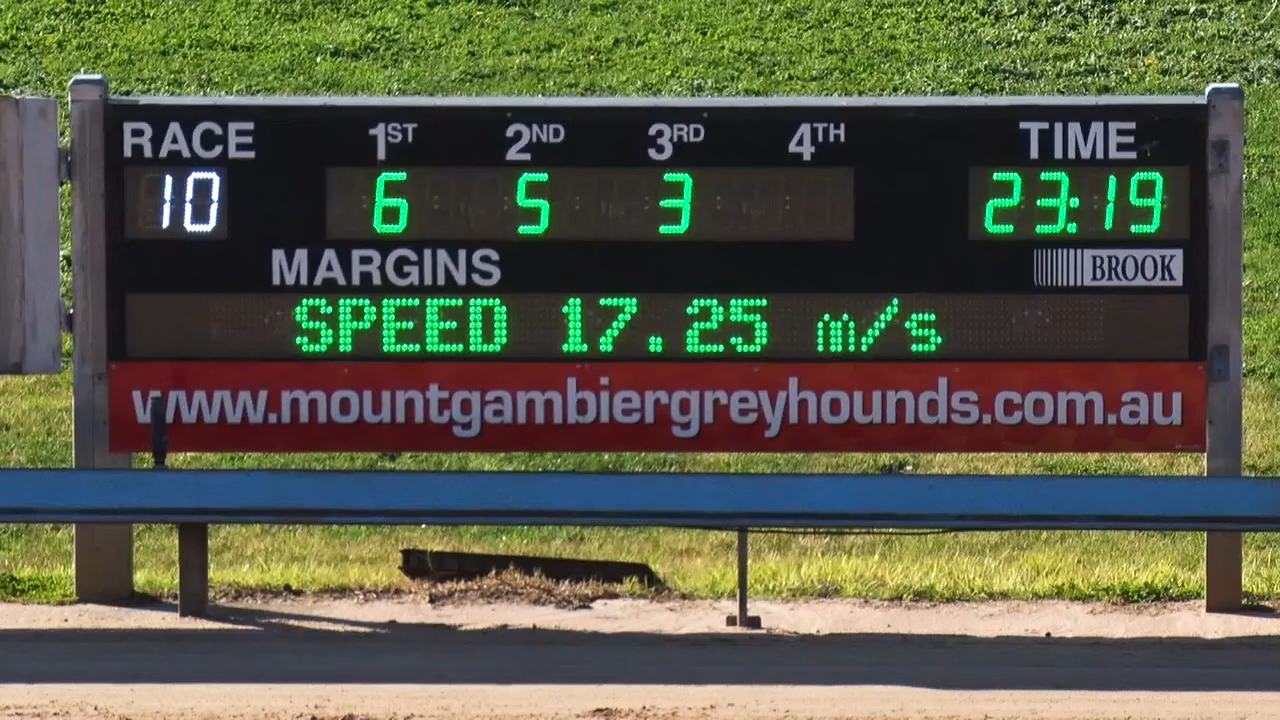 RACE 1ST 2ND 3RD 4TH TIME
10 6 5 3 23:19
MARGINS BROOK
SPEED 17.25 m/s
www.mountgambiergreyhounds.com.au